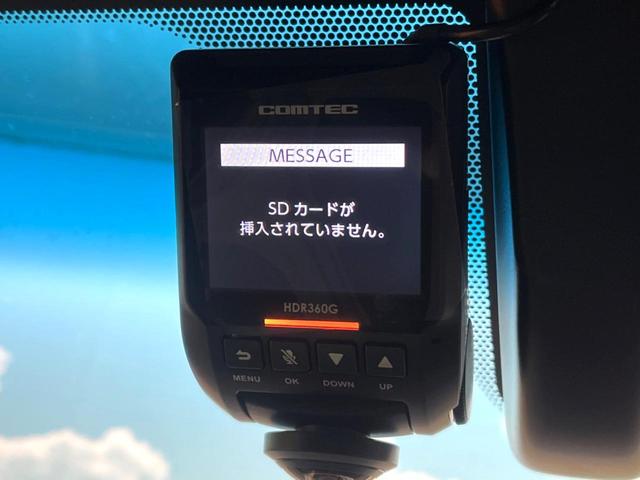 COMTEC
MESSAGE
SDカードが
挿入されていません。
HDR360G
MENU OK DOWN UP